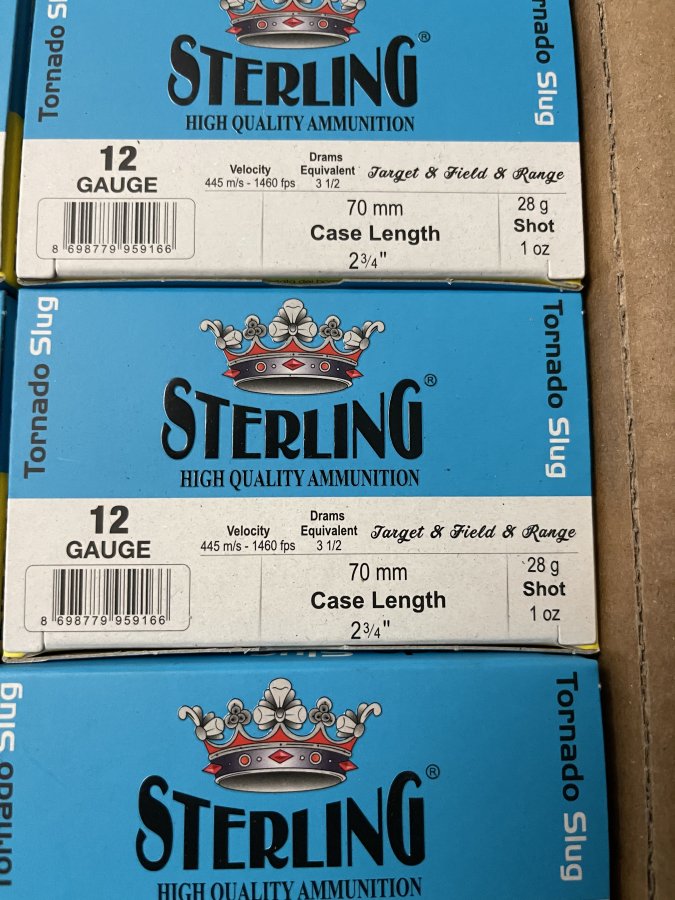 Tornado
Slug
STERLING®
HIGH QUALITY AMMUNITION
12
GAUGE
Velocity
445 m/s - 1460 fps
Drams
Equivalent
3 1/2
Target & Field & Range
8 698779 959166
70 mm
Case Length
2 3/4"
28 g
Shot
1 oz
Tornado Slug
Tornado Slug
STERLING®
HIGH QUALITY AMMUNITION
12
GAUGE
Velocity
445 m/s - 1460 fps
Drams
Equivalent
3 1/2
Target & Field & Range
8 698779 959166
70 mm
Case Length
2 3/4"
28 g
Shot
1 oz
Tornado Slug
Tornado Slug
STERLING®
HIGH QUALITY AMMUNITION